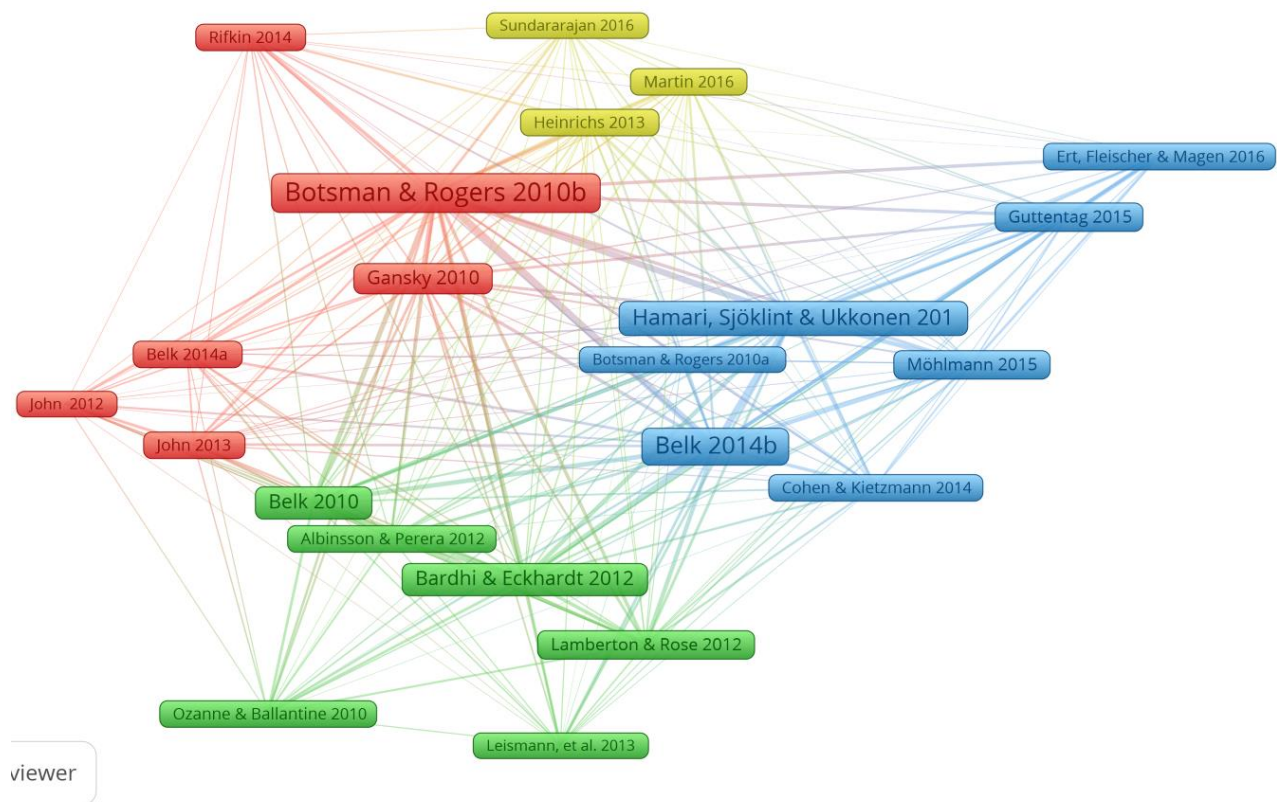 Sundararajan 2016
Rifkin 2014
Martin 2016
Heinrichs 2013
Ert, Fleischer & Magen 2016
Botsman & Rogers 2010b
Guttentag 2015
Gansky 2010
Hamari, Sjöklint & Ukkonen 201
Belk 2014a
Botsman & Rogers 2010a
Möhlmann 2015
John 2012
John 2013
Belk 2014b
Cohen & Kietzmann 2014
Belk 2010
Albinsson & Perera 2012
Bardhi & Eckhardt 2012
Lamberton & Rose 2012
Ozanne & Ballantine 2010
Leismann, et al. 2013
viewer